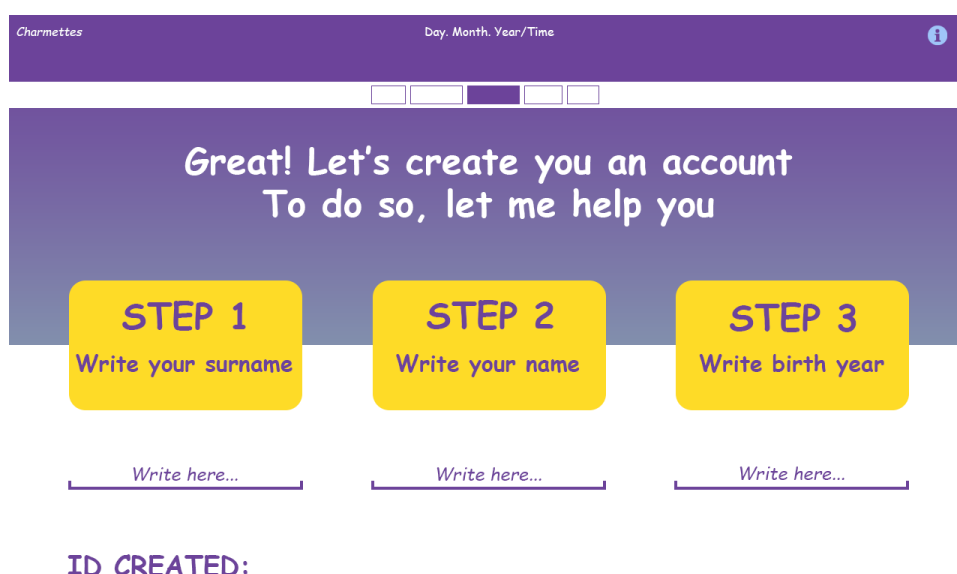 Charmettes
Day. Month. Year/Time
i
Great! Let's create you an account
To do so, let me help you
STEP 1
Write your surname
STEP 2
Write your name
STEP 3
Write birth year
Write here...
Write here...
Write here...
ID CREATED: